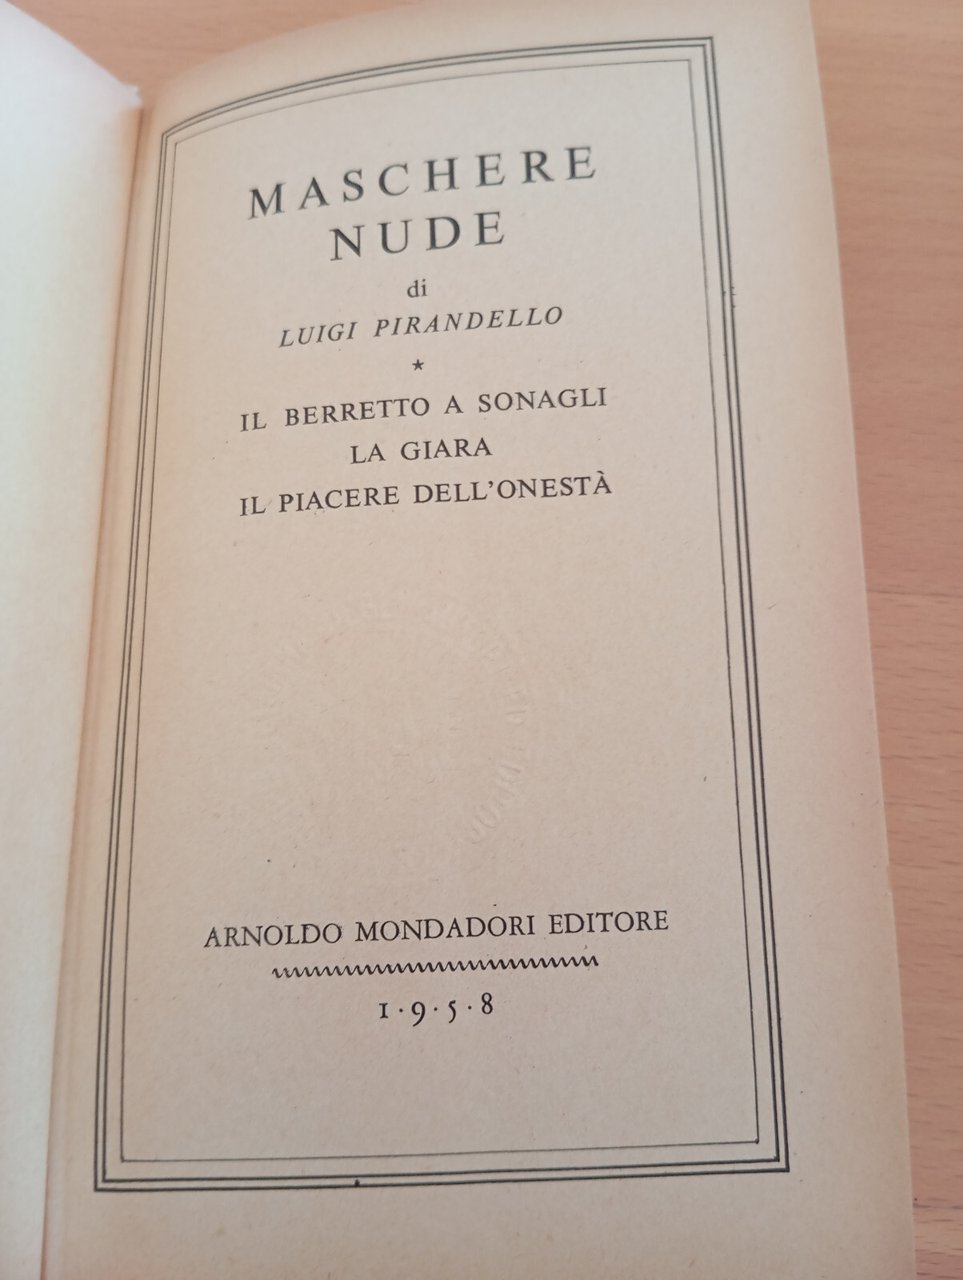 MASCHERE
NUDE
di
LUIGI PIRANDELLO
★
IL BERRETTO A SONAGLI
LA GIARA
IL PIACERE DELL'ONESTÀ
ARNOLDO MONDADORI EDITORE
1·9·5·8